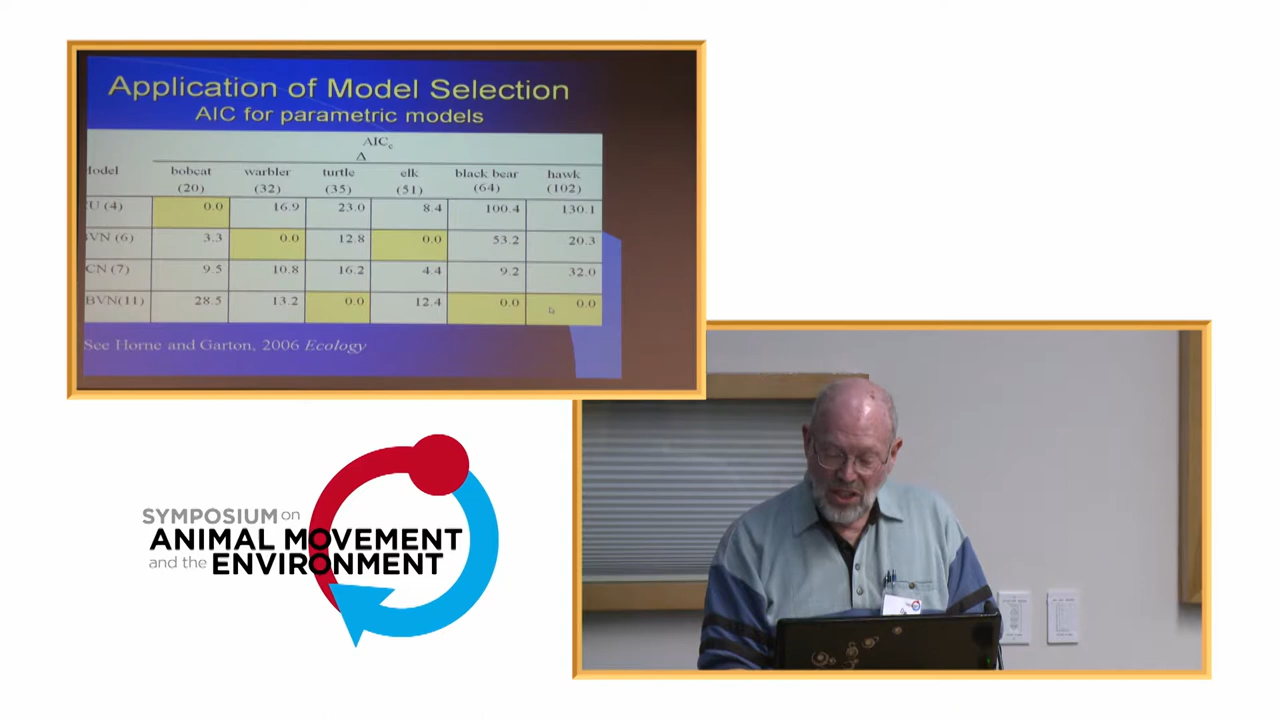 Application of Model Selection
AIC for parametric models
AICc
Δ
Model bobcat warbler turtle elk black bear hawk
(20) (32) (35) (51) (64) (102)
(4) 0.0 16.9 23.0 8.4 100.4 130.1
BVN (6) 3.3 0.0 12.8 0.0 53.2 20.3
CN (7) 9.5 10.8 16.2 4.4 9.2 32.0
BVN(11) 28.5 13.2 0.0 12.4 0.0 0.0
See Horne and Garton, 2006 Ecology
SYMPOSIUM on
ANIMAL MOVEMENT
and the ENVIRONMENT